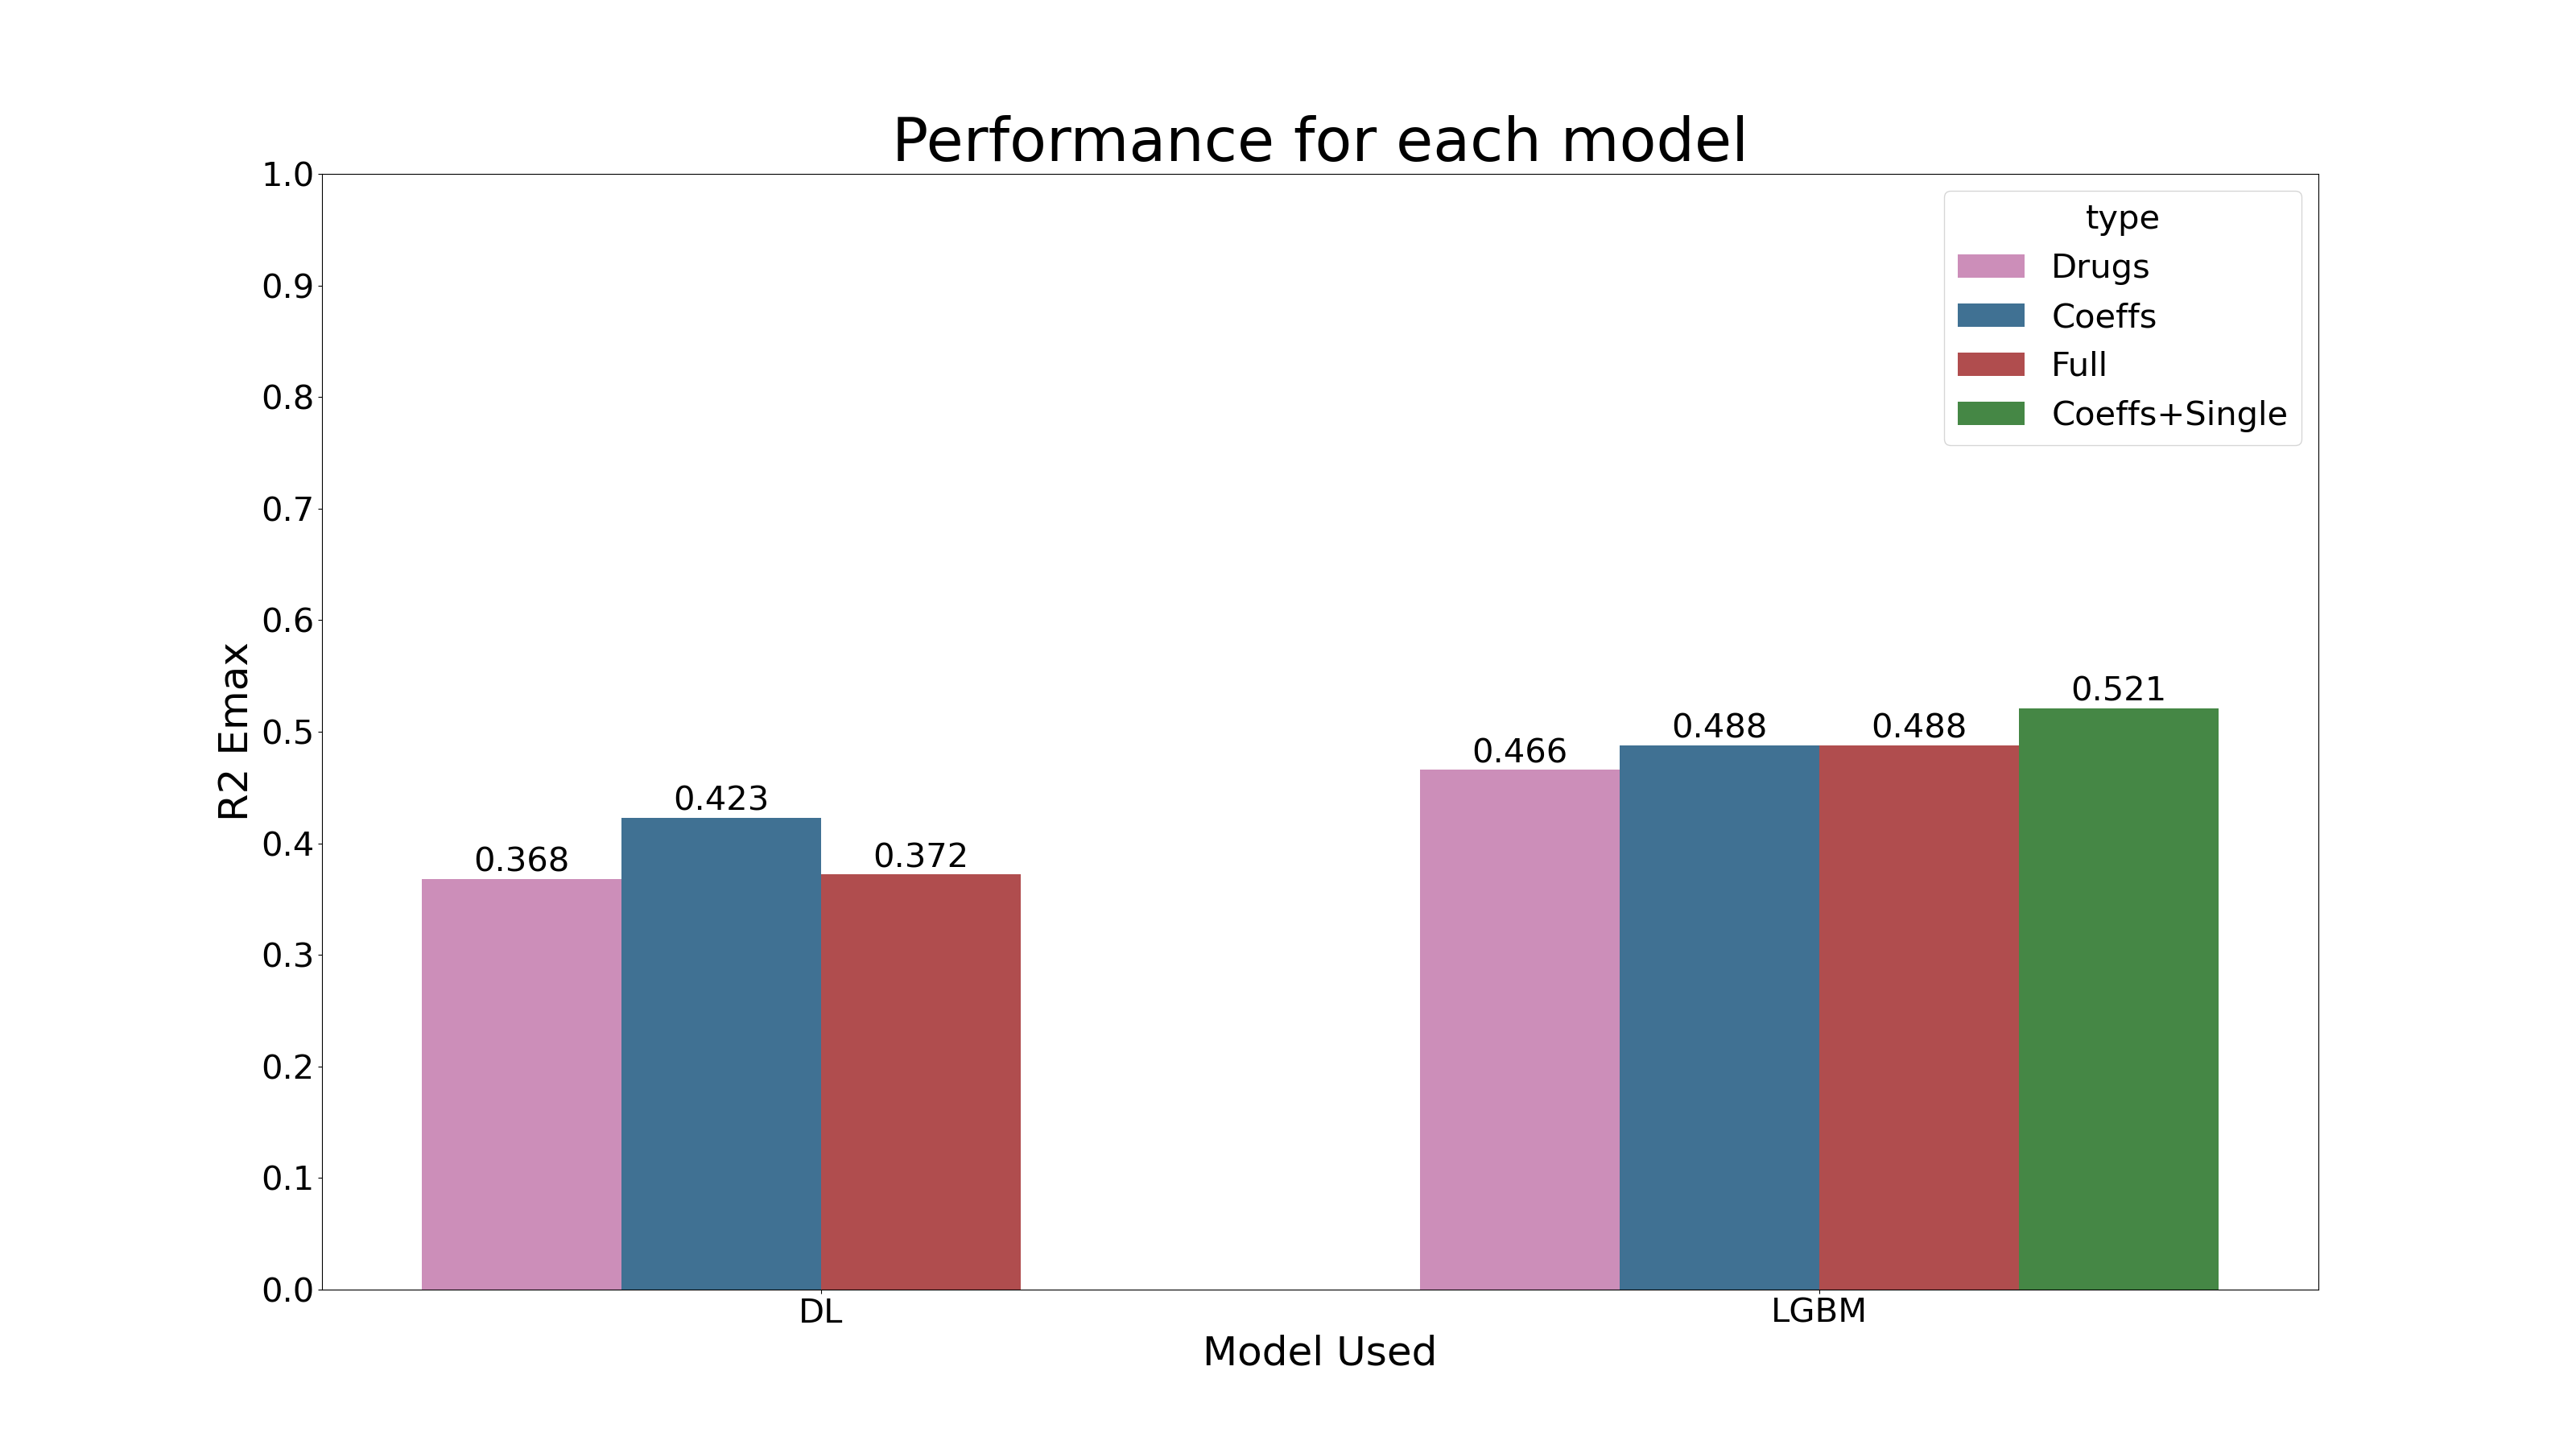 Performance for each model
1.0
0.9
0.8
0.7
0.6
0.5
0.4
0.3
0.2
0.1
0.0
R2 Emax
type
Drugs
Coeffs
Full
Coeffs+Single
0.368
0.423
0.372
0.466
0.488
0.488
0.521
DL
LGBM
Model Used